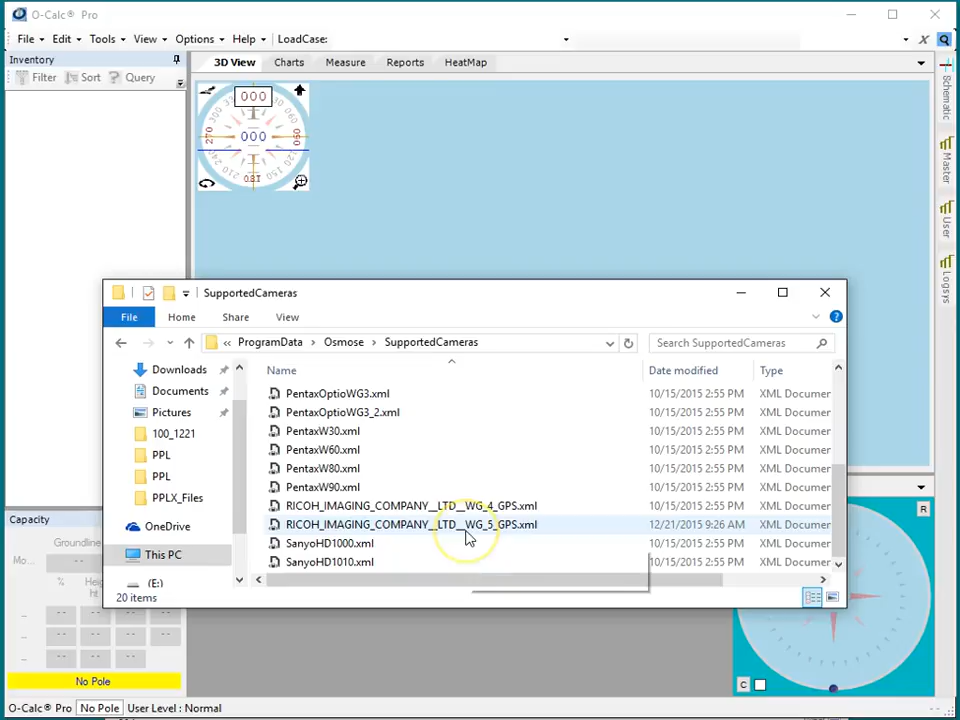 O-Calc® Pro
File Edit Tools View Options Help LoadCase:
Inventory
Filter Sort Query
3D View Charts Measure Reports HeatMap
000
000
Schematic
Master
User
Logsys
SupportedCameras
File Home Share View
« ProgramData Osmose SupportedCameras
Search SupportedCameras
Name Date modified Type
Downloads
Documents
Pictures
100_1221
PPL
PPL
PPLX_Files
OneDrive
This PC
(E:)
PentaxOptioWG3.xml 10/15/2015 2:55 PM XML Documer
PentaxOptioWG3_2.xml 10/15/2015 2:55 PM XML Documer
PentaxW30.xml 10/15/2015 2:55 PM XML Documer
PentaxW60.xml 10/15/2015 2:55 PM XML Documer
PentaxW80.xml 10/15/2015 2:55 PM XML Documer
PentaxW90.xml 10/15/2015 2:55 PM XML Documer
RICOH_IMAGING_COMPANY__LTD__WG_4_GPS.xml 10/15/2015 2:55 PM XML Documer
RICOH_IMAGING_COMPANY__LTD__WG_5_GPS.xml 12/21/2015 9:26 AM XML Documer
SanyoHD1000.xml 10/15/2015 2:55 PM XML Documer
SanyoHD1010.xml 10/15/2015 2:55 PM XML Documer
20 items
Capacity
Groundline
Mo...
%
No Pole
R
C
O-Calc® Pro No Pole User Level : Normal